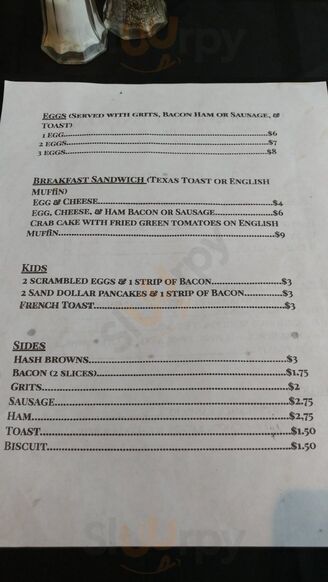 Eggs (Served with grits, Bacon Ham or Sausage, &
Toast)
1 egg...$6
2 eggs...$7
3 eggs...$8
Breakfast Sandwich (Texas Toast or English
Muffin)
Egg & Cheese...$4
Egg, Cheese, & Ham Bacon or Sausage...$6
Crab cake with fried green tomatoes on English
Muffin...$9
Kids
2 scrambled eggs & 1 strip of bacon...$3
2 Sand dollar pancakes & 1 strip of bacon...$3
French Toast...$3
Sides
Hash Browns...$3
Bacon (2 slices)...$1.75
Grits...$2
Sausage...$2.75
Ham...$2.75
Toast...$1.50
Biscuit...$1.50
Sluurpy